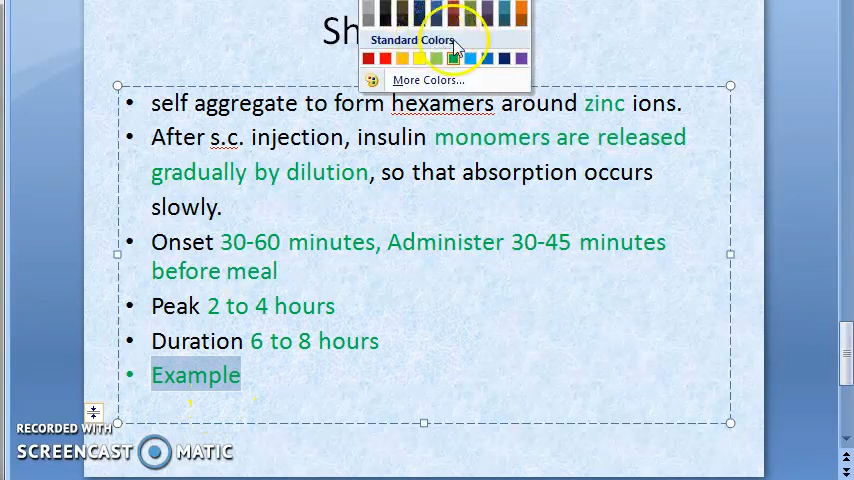 Sh
Standard Colors
More Colors...
• self aggregate to form hexamers around zinc ions.
• After s.c. injection, insulin monomers are released
gradually by dilution, so that absorption occurs
slowly.
• Onset 30-60 minutes, Administer 30-45 minutes
before meal
• Peak 2 to 4 hours
• Duration 6 to 8 hours
• Example
RECORDED WITH
SCREENCAST MATIC